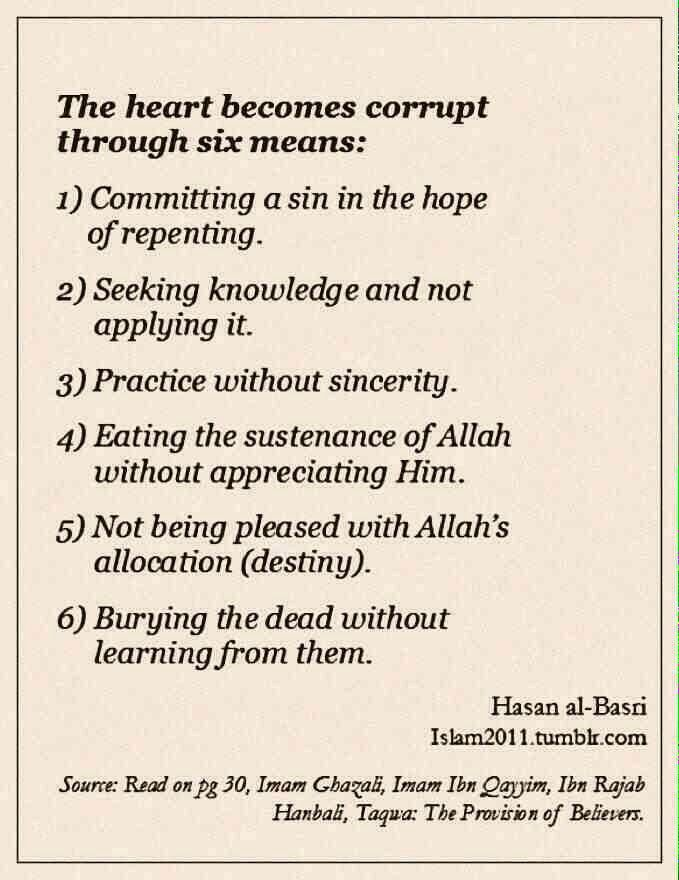 The heart becomes corrupt
through six means:
1) Committing a sin in the hope
of repenting.
2) Seeking knowledge and not
applying it.
3) Practice without sincerity.
4) Eating the sustenance of Allah
without appreciating Him.
5) Not being pleased with Allah's
allocation (destiny).
6) Burying the dead without
learning from them.
Hasan al-Basri
Islam2011.tumblr.com
Source: Read on pg 30, Imam Ghazali, Imam Ibn Qayyim, Ibn Rajab
Hanbali, Taqwa: The Provision of Believers.